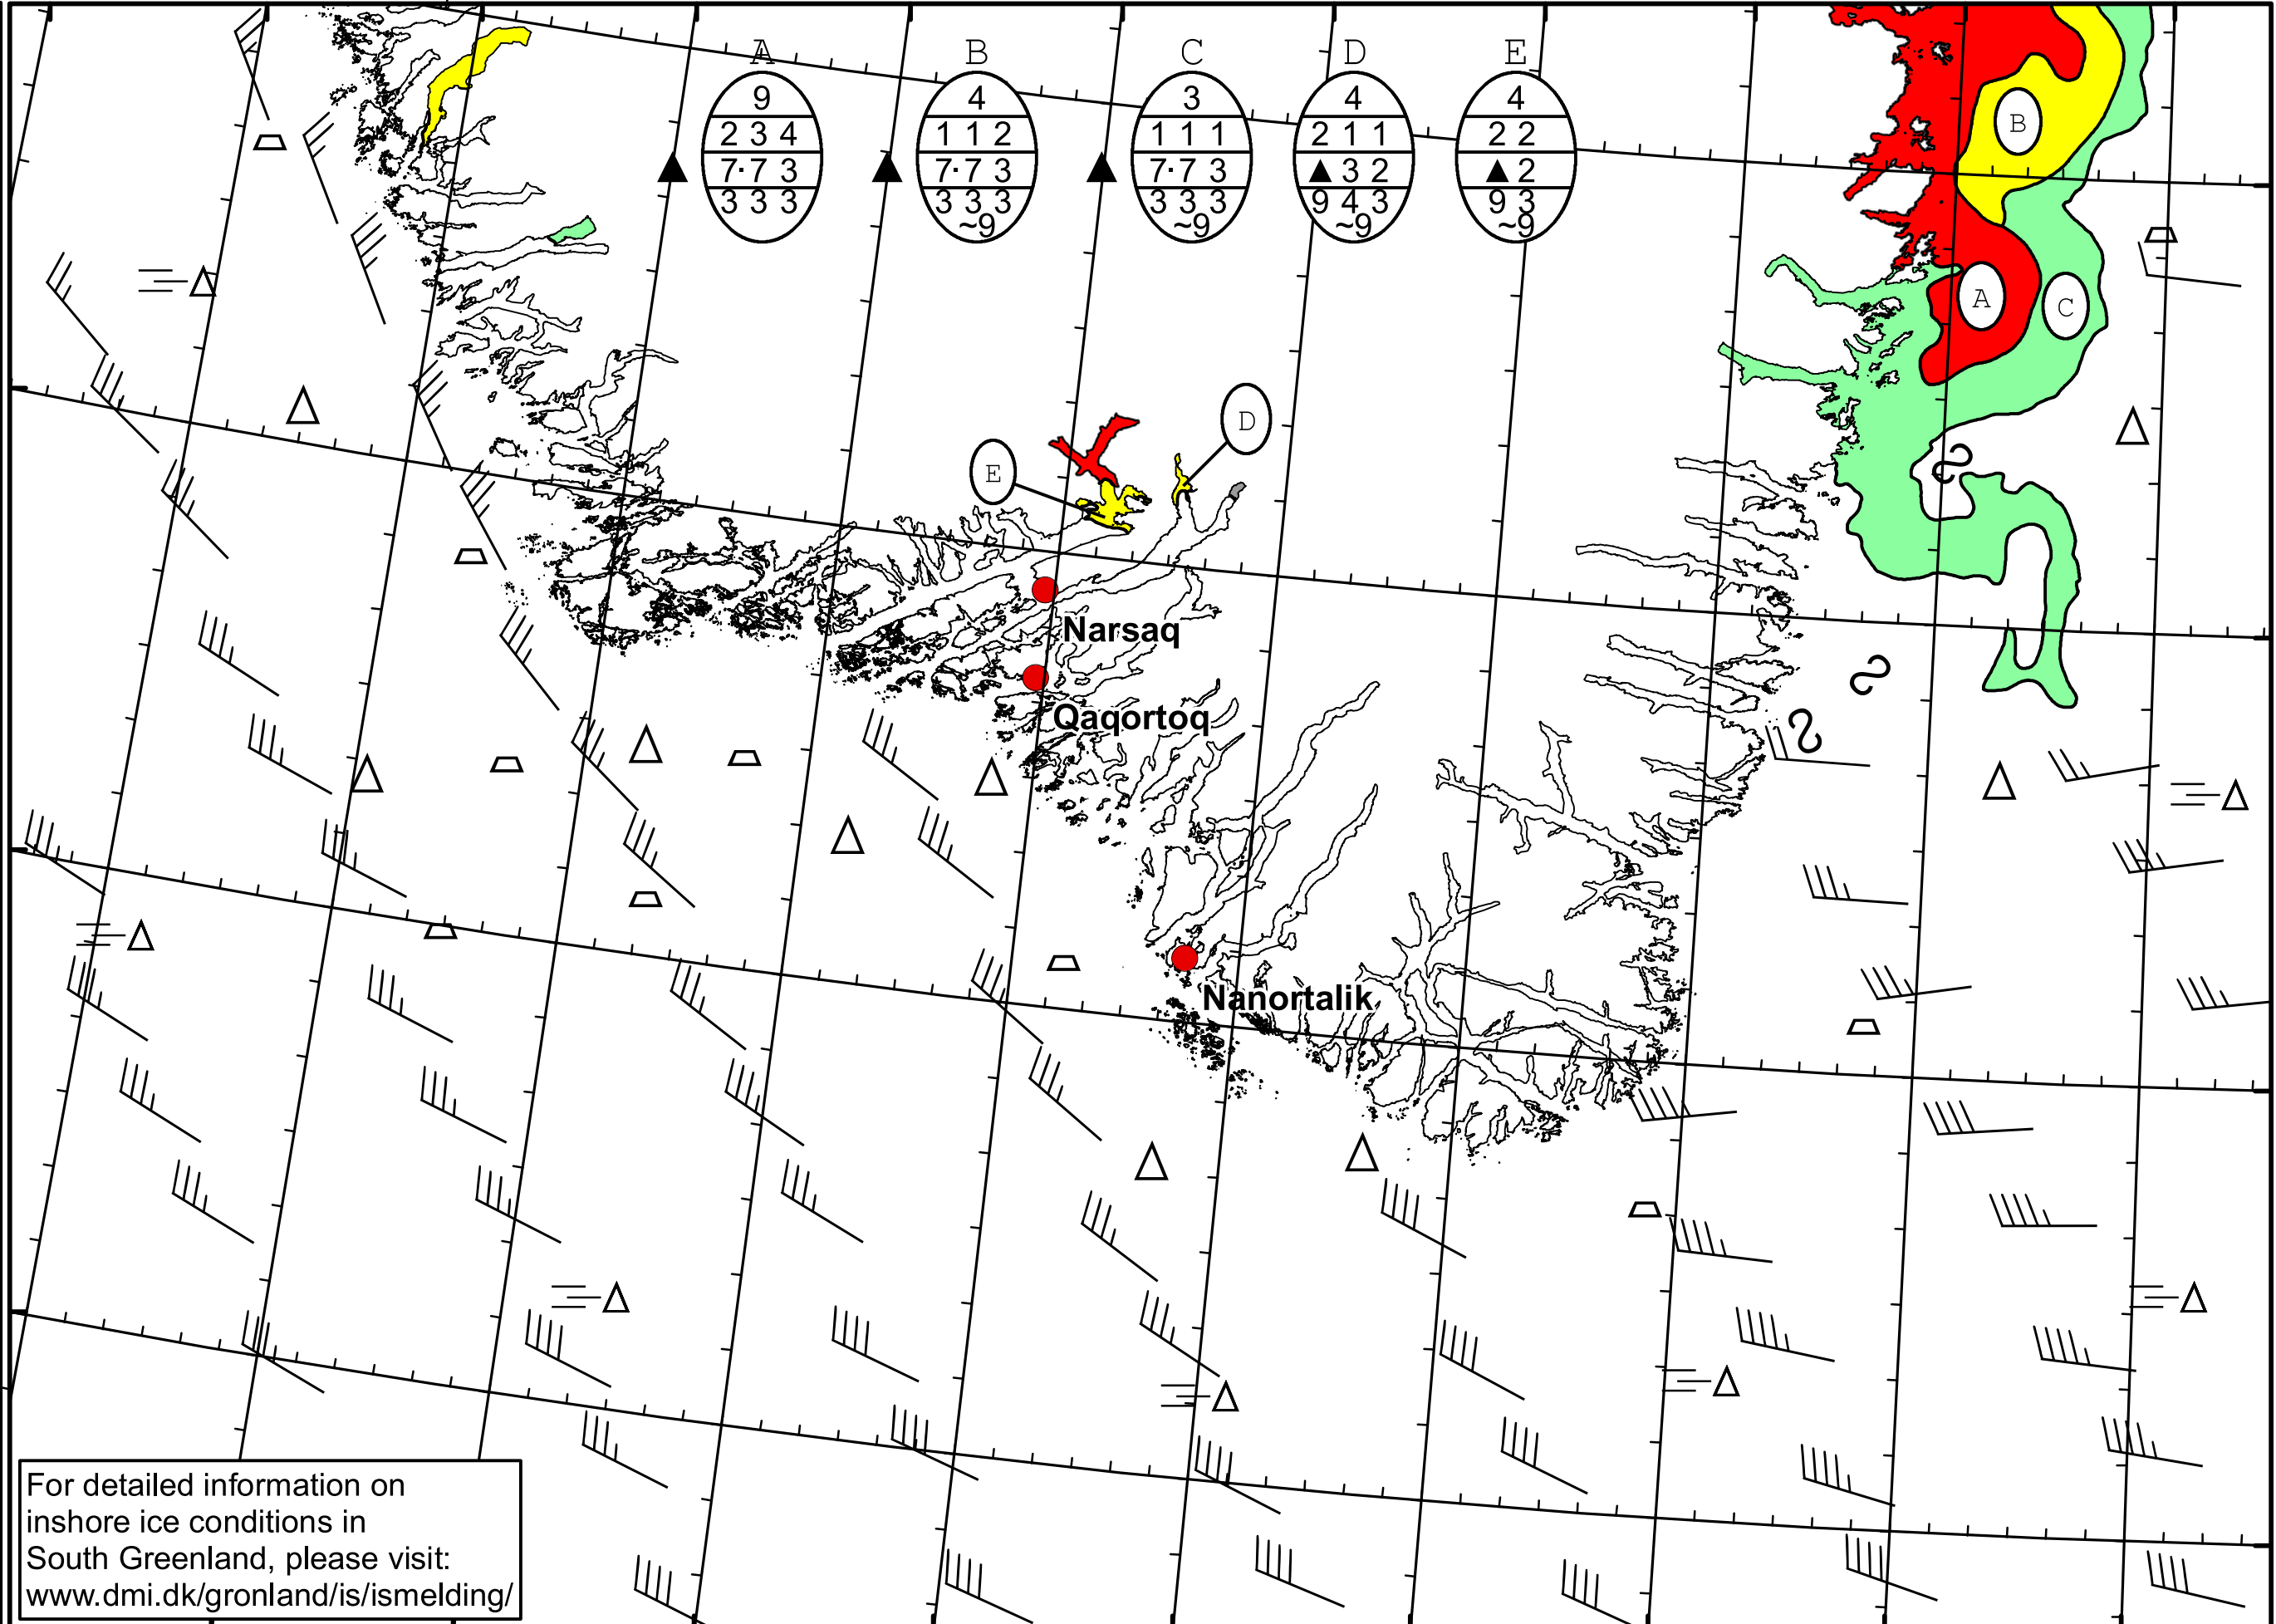 A B C D E
9 4 3 4 4
2 3 4 1 1 2 1 1 1 2 1 1 2 2
▲ 7· 7 3 ▲ 7· 7 3 ▲ 7· 7 3 ▲ 3 2 ▲ 2
3 3 3 3 3 3 3 3 3 9 4 3 9 3
~9 ~9 ~9 ~9
B
A C
D
E
Narsaq
Qaqortoq
Nanortalik
For detailed information on
inshore ice conditions in
South Greenland, please visit:
www.dmi.dk/gronland/is/ismelding/